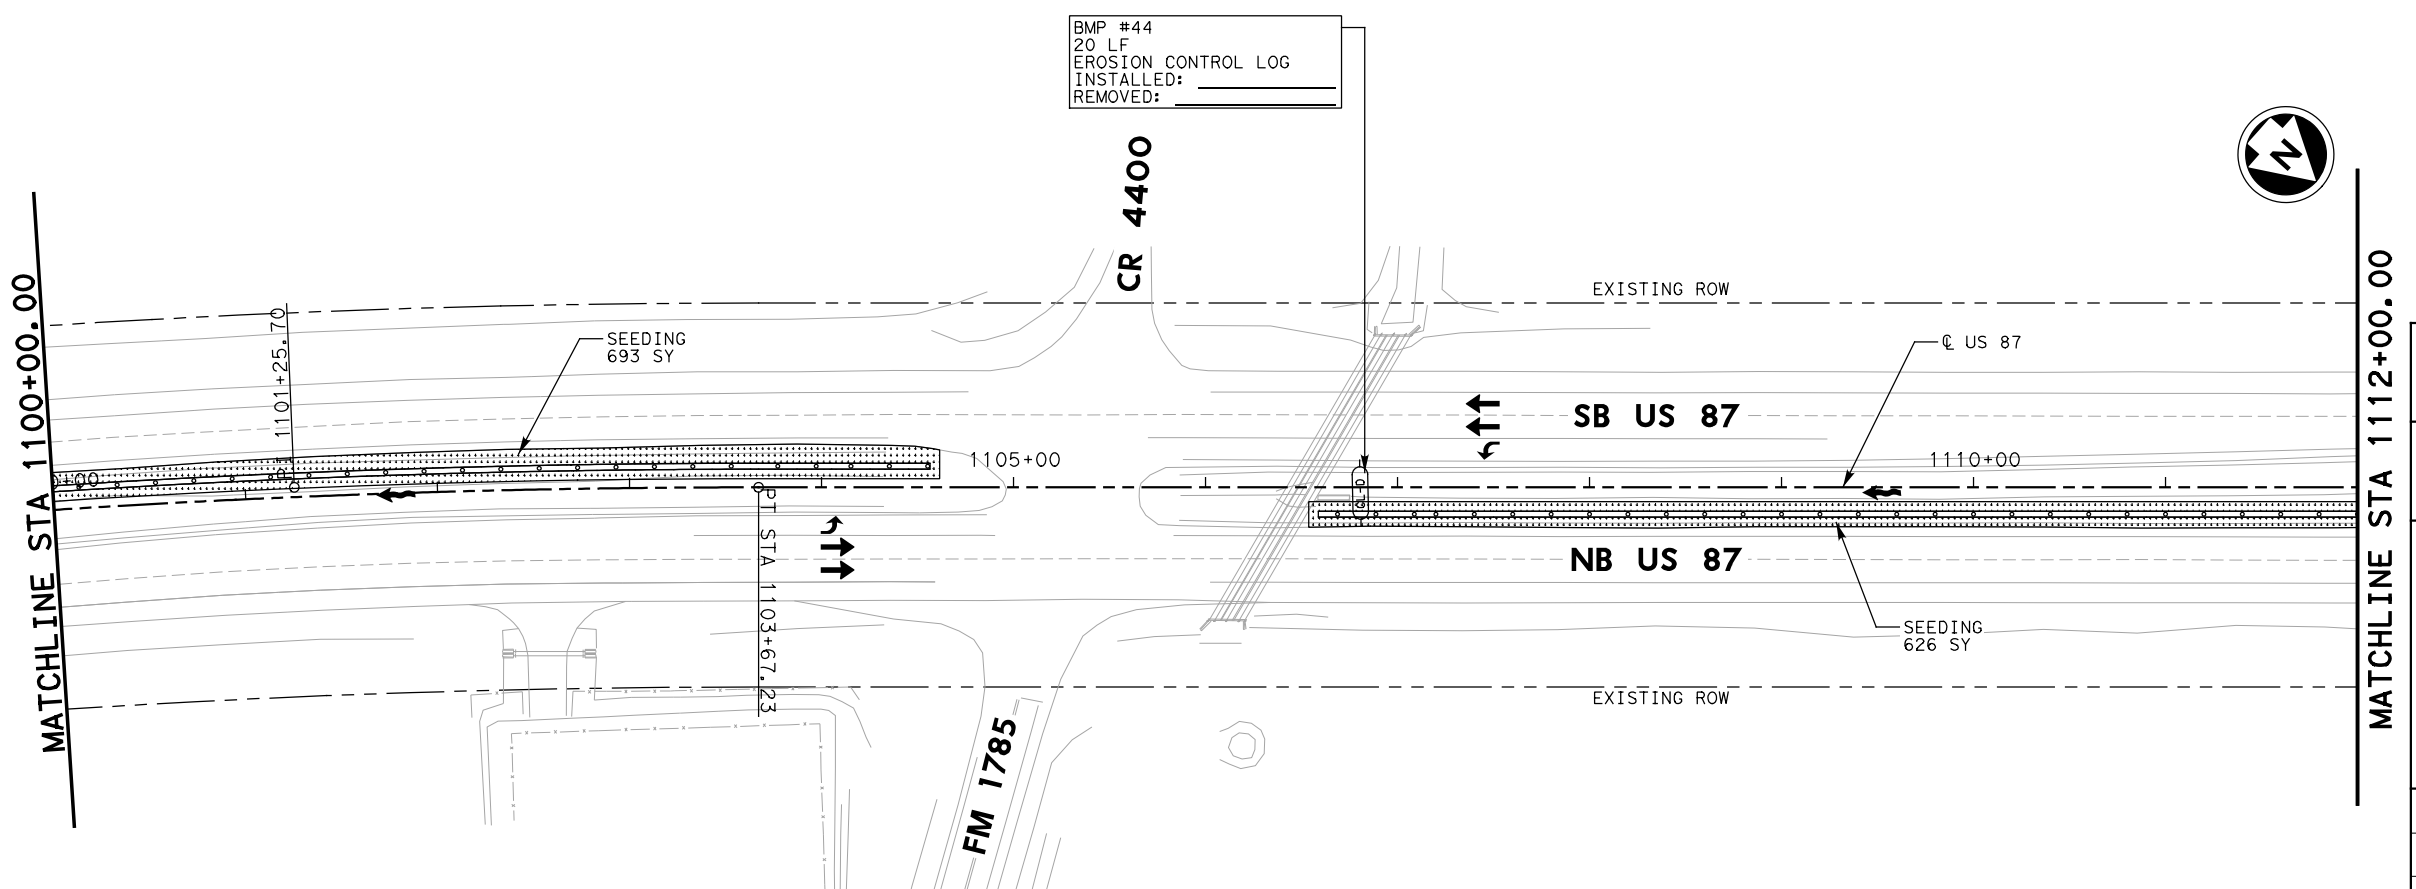 BMP #44
20 LF
EROSION CONTROL LOG
INSTALLED:
REMOVED:
CR 4400
N
MATCHLINE STA 1100+00.00
1101+25.70
EXISTING ROW
SEEDING
693 SY
℄ US 87
SB US 87
1105+00
1110+00
+00
PT STA 1103+67.23
NB US 87
SEEDING
626 SY
EXISTING ROW
FM 1785
MATCHLINE STA 1112+00.00